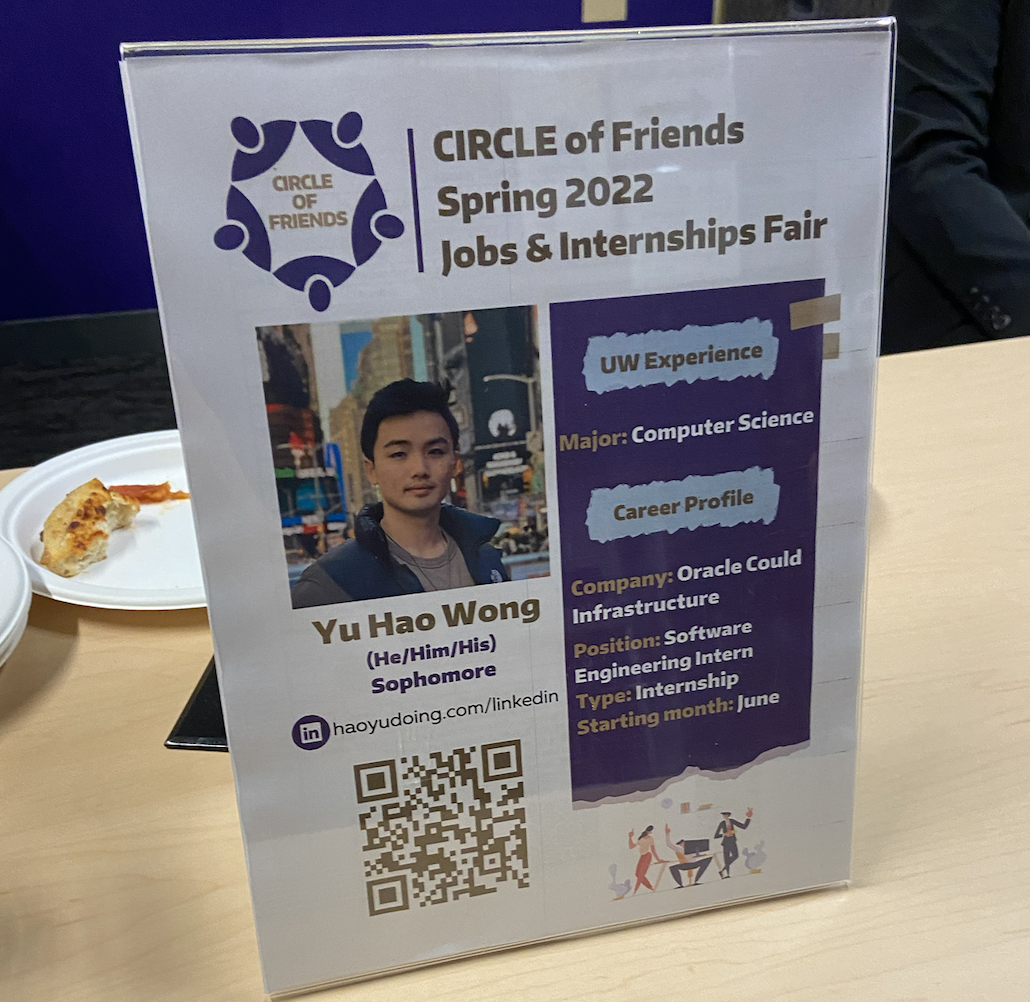 CIRCLE
OF
FRIENDS
CIRCLE of Friends
Spring 2022
Jobs & Internships Fair
Yu Hao Wong
(He/Him/His)
Sophomore
in haoyudoing.com/linkedin
UW Experience
Major: Computer Science
Career Profile
Company: Oracle Could
Infrastructure
Position: Software
Engineering Intern
Type: Internship
Starting month: June